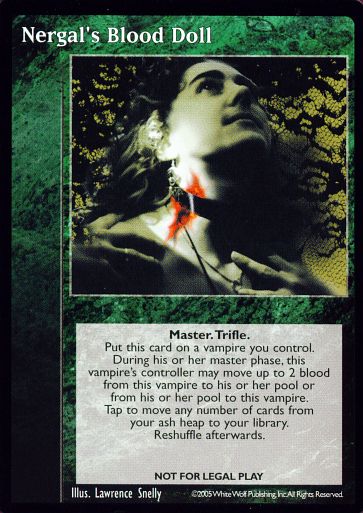 Nergal's Blood Doll
Master. Trifle.
Put this card on a vampire you control.
During his or her master phase, this
vampire's controller may move up to 2 blood
from this vampire to his or her pool or
from his or her pool to this vampire.
Tap to move any number of cards from
your ash heap to your library.
Reshuffle afterwards.
NOT FOR LEGAL PLAY
Illus. Lawrence Snelly
©2005 White Wolf Publishing, Inc. All Rights Reserved.